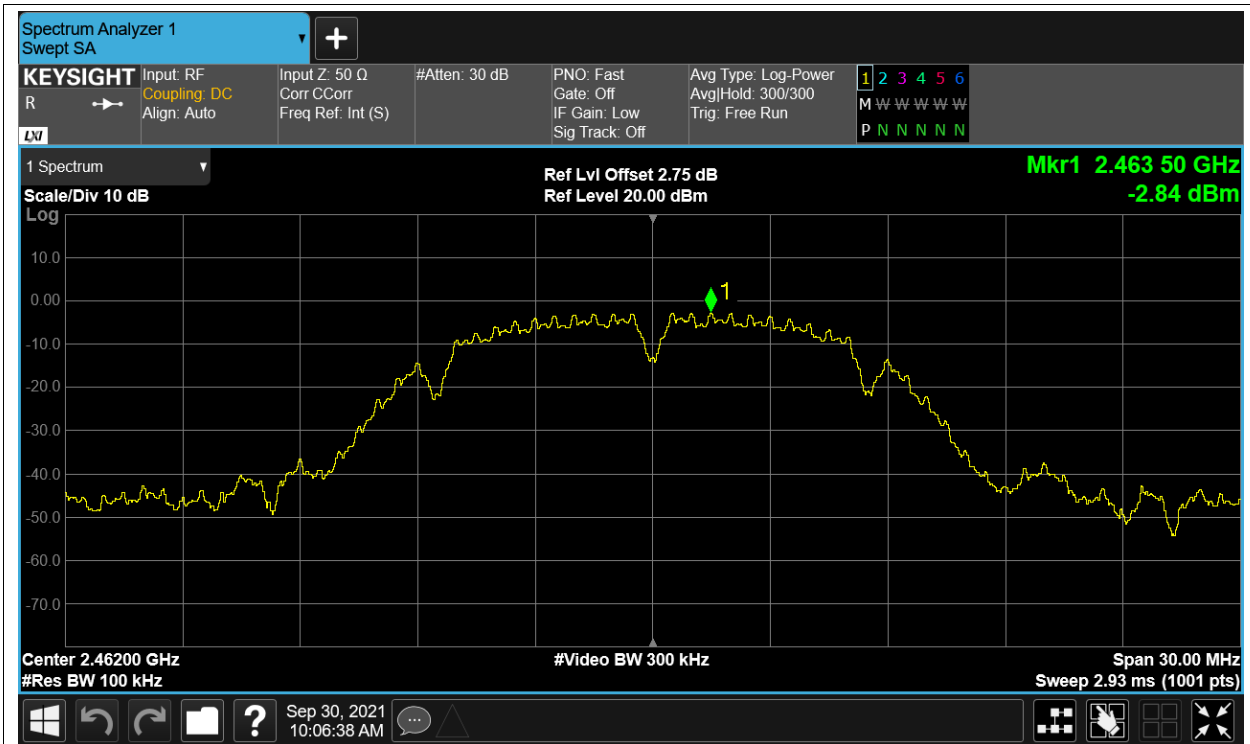 Spectrum Analyzer 1
Swept SA
KEYSIGHT
R
LXI
Input: RF
Coupling: DC
Align: Auto
Input Z: 50 Ω
Corr CCorr
Freq Ref: Int (S)
#Atten: 30 dB
PNO: Fast
Gate: Off
IF Gain: Low
Sig Track: Off
Avg Type: Log-Power
Avg|Hold: 300/300
Trig: Free Run
1 2 3 4 5 6
M W W W W W
P N N N N N
1 Spectrum
Scale/Div 10 dB
Ref Lvl Offset 2.75 dB
Ref Level 20.00 dBm
Mkr1 2.463 50 GHz
-2.84 dBm
Log
10.0
0.00
-10.0
-20.0
-30.0
-40.0
-50.0
-60.0
-70.0
1
Center 2.46200 GHz
#Res BW 100 kHz
#Video BW 300 kHz
Span 30.00 MHz
Sweep 2.93 ms (1001 pts)
?
Sep 30, 2021
10:06:38 AM